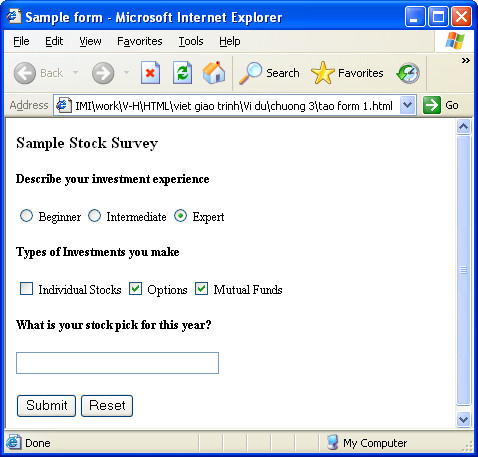 Sample form - Microsoft Internet Explorer
File Edit View Favorites Tools Help
Back Search Favorites
Address IMI\work\V-H\HTML\viet giao trinh\Vi du\chuong 3\tao form 1.html Go
Sample Stock Survey
Describe your investment experience
Beginner Intermediate Expert
Types of Investments you make
Individual Stocks Options Mutual Funds
What is your stock pick for this year?
Submit Reset
Done My Computer